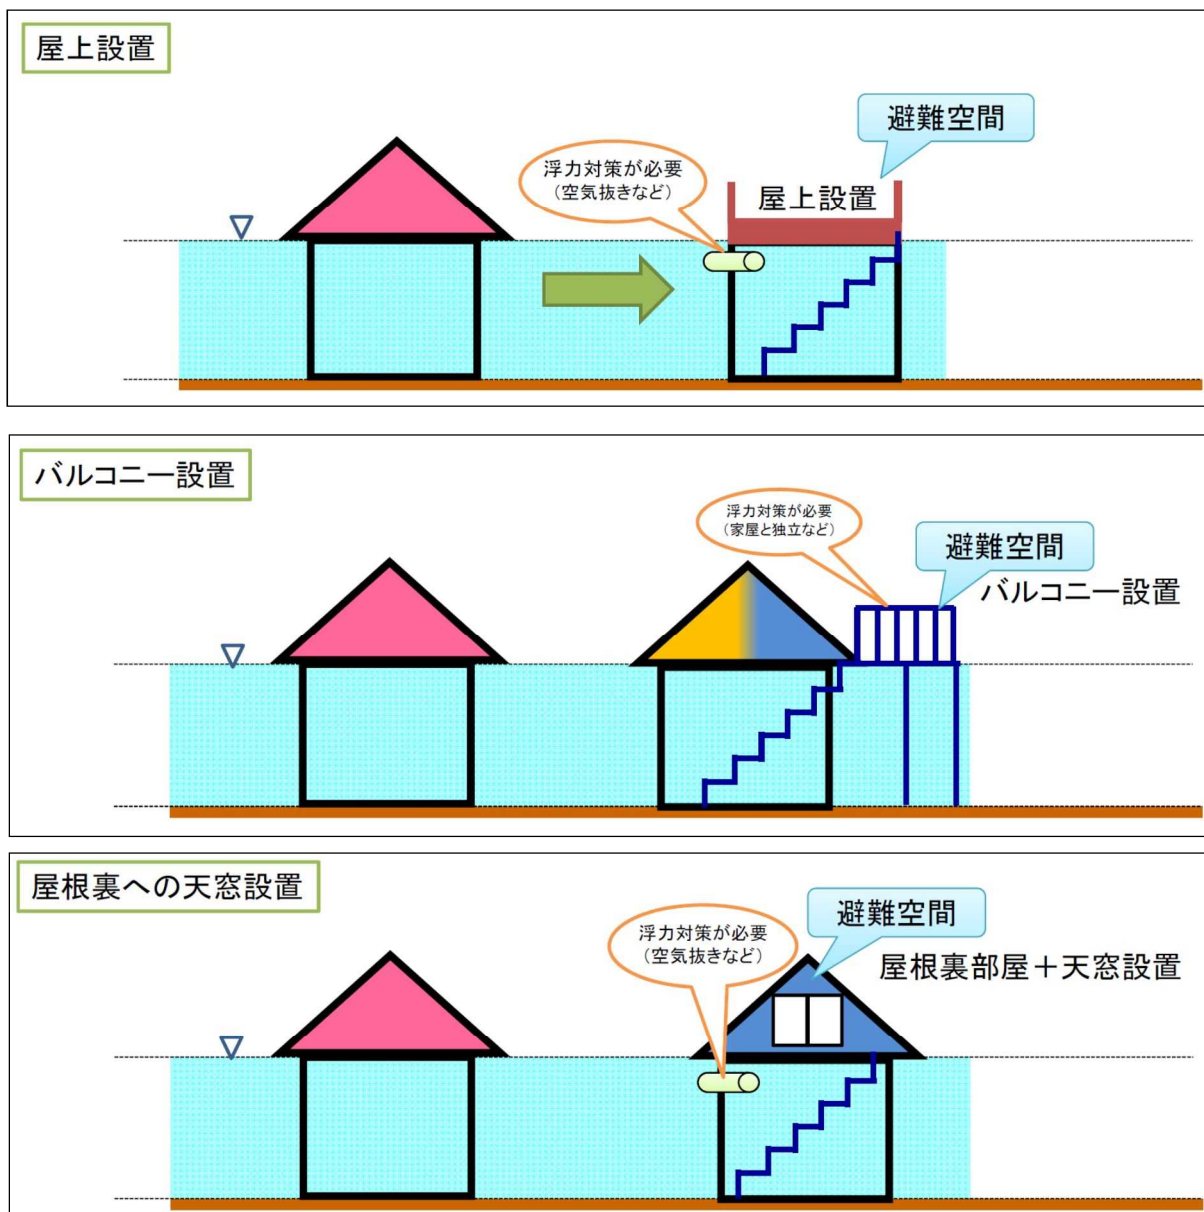 屋上設置
避難空間
浮力対策が必要
（空気抜きなど）
屋上設置
バルコニー設置
浮力対策が必要
（家屋と独立など）
避難空間
バルコニー設置
屋根裏への天窓設置
避難空間
浮力対策が必要
（空気抜きなど）
屋根裏部屋＋天窓設置